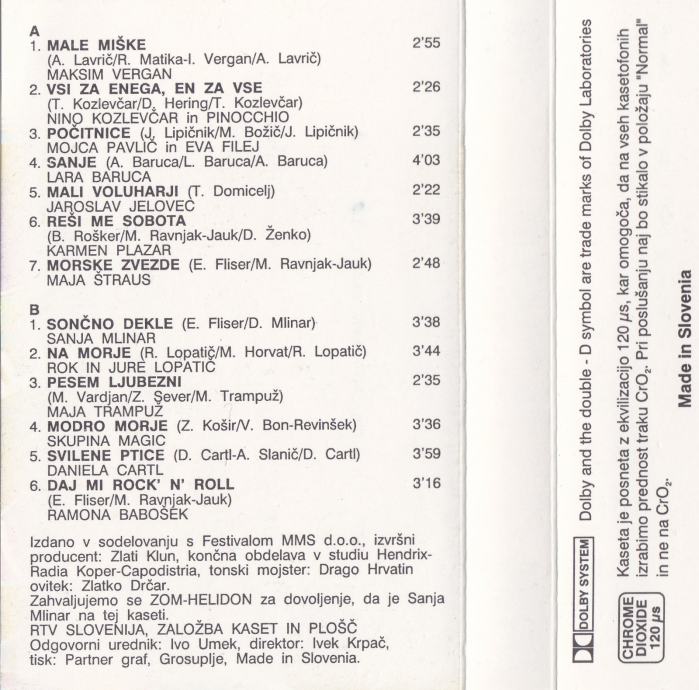 A
1. MALE MIŠKE 2'55
(A. Lavrič/R. Matika-I. Vergan/A. Lavrič)
MAKSIM VERGAN
2. VSI ZA ENEGA, EN ZA VSE 2'26
(T. Kozlevčar/D. Hering/T. Kozlevčar)
NINO KOZLEVČAR in PINOCCHIO
3. POČITNICE (J. Lipičnik/M. Božič/J. Lipičnik) 2'35
MOJCA PAVLIČ in EVA FILEJ
4. SANJE (A. Baruca/L. Baruca/A. Baruca) 4'03
LARA BARUCA
5. MALI VOLUHARJI (T. Domicelj) 2'22
JAROSLAV JELOVEC
6. REŠI ME SOBOTA 3'39
(B. Rošker/M. Ravnjak-Jauk/D. Ženko)
KARMEN PLAZAR
7. MORSKE ZVEZDE (E. Fliser/M. Ravnjak-Jauk) 2'48
MAJA ŠTRAUS
B
1. SONČNO DEKLE (E. Fliser/D. Mlinar) 3'38
SANJA MLINAR
2. NA MORJE (R. Lopatič/M. Horvat/R. Lopatič) 3'44
ROK IN JURE LOPATIČ
3. PESEM LJUBEZNI 2'35
(M. Vardjan/Z. Sever/M. Trampuž)
MAJA TRAMPUŽ
4. MODRO MORJE (Z. Košir/V. Bon-Revinšek) 3'36
SKUPINA MAGIC
5. SVILENE PTICE (D. Cartl-A. Slanič/D. Cartl) 3'59
DANIELA CARTL
6. DAJ MI ROCK' N' ROLL 3'16
(E. Fliser/M. Ravnjak-Jauk)
RAMONA BABOŠEK
Izdano v sodelovanju s Festivalom MMS d.o.o., izvršni
producent: Zlati Klun, končna obdelava v studiu Hendrix-
Radia Koper-Capodistria, tonski mojster: Drago Hrvatin
ovitek: Zlatko Drčar.
Zahvaljujemo se ZOM-HELIDON za dovoljenje, da je Sanja
Mlinar na tej kaseti.
RTV SLOVENIJA, ZALOŽBA KASET IN PLOŠČ
Odgovorni urednik: Ivo Umek, direktor: Ivek Krpač,
tisk: Partner graf, Grosuplje, Made in Slovenia.
DOLBY SYSTEM Dolby and the double - D symbol are trade marks of Dolby Laboratories
CHROME
DIOXIDE
120 µs
Kaseta je posneta z ekvilizacijo 120 µs, kar omogoča, da na vseh kasetofonih
izrabimo prednost traku CrO₂. Pri poslušanju naj bo stikalo v položaju "Normal"
in ne na CrO₂.
Made in Slovenia